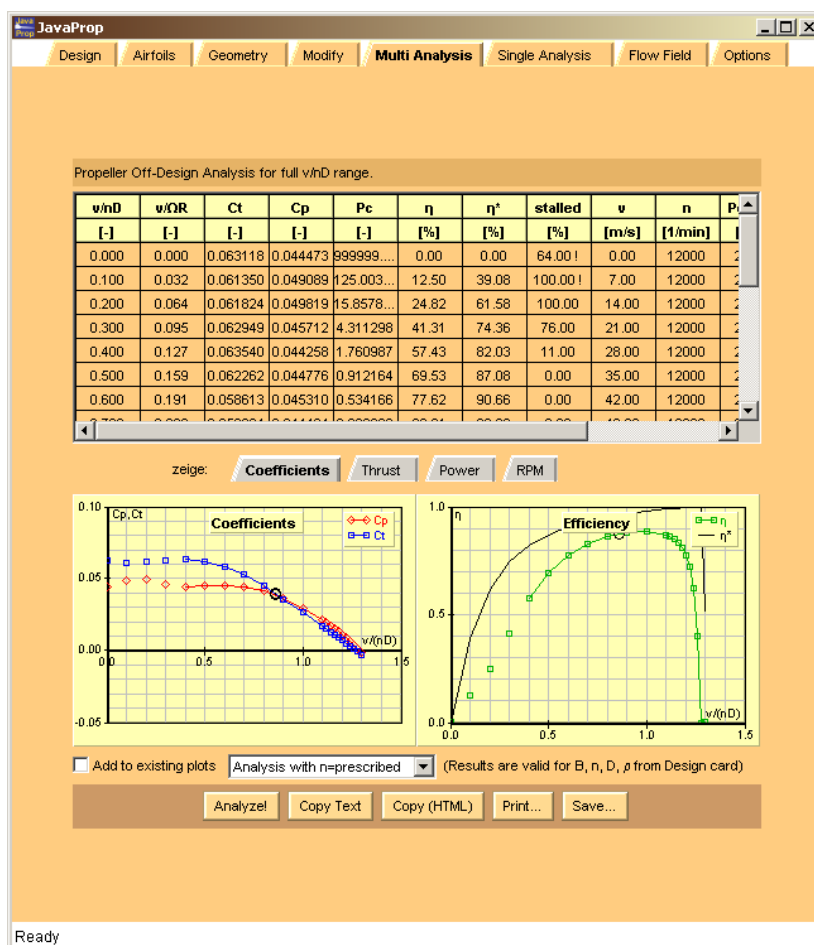 Java
Prop
JavaProp
Design Airfoils Geometry Modify Multi Analysis Single Analysis Flow Field Options
Propeller Off-Design Analysis for full v/nD range.
v/nD v/ΩR Ct Cp Pc η η* stalled v n
[-] [-] [-] [-] [-] [%] [%] [%] [m/s] [1/min]
0.000 0.000 0.063118 0.044473 999999.... 0.00 0.00 64.00 ! 0.00 12000
0.100 0.032 0.061350 0.049089 125.003... 12.50 39.08 100.00 ! 7.00 12000
0.200 0.064 0.061824 0.049819 15.8578... 24.82 61.58 100.00 14.00 12000
0.300 0.095 0.062949 0.045712 4.311298 41.31 74.36 76.00 21.00 12000
0.400 0.127 0.063540 0.044258 1.760987 57.43 82.03 11.00 28.00 12000
0.500 0.159 0.062262 0.044776 0.912164 69.53 87.08 0.00 35.00 12000
0.600 0.191 0.058613 0.045310 0.534166 77.62 90.66 0.00 42.00 12000
zeige: Coefficients Thrust Power RPM
0.10 Cp,Ct Coefficients Cp
Ct
0.05
0.00
v/(nD)
0.0 0.5 1.0 1.5
-0.05
1.0 η Efficiency η
η*
0.5
0.0 v/(nD)
0.0 0.5 1.0 1.5
Add to existing plots Analysis with n=prescribed (Results are valid for B, n, D, ρ from Design card)
Analyze! Copy Text Copy (HTML) Print... Save...
Ready